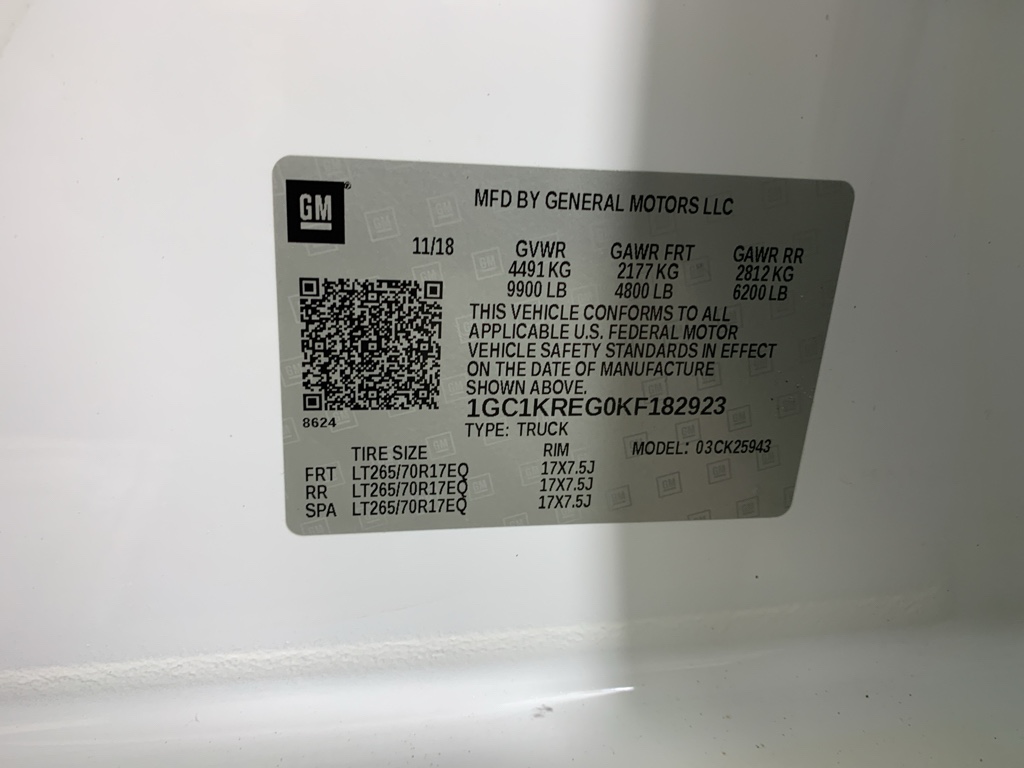 GM
MFD BY GENERAL MOTORS LLC
11/18 GVWR GAWR FRT GAWR RR
4491 KG 2177 KG 2812 KG
9900 LB 4800 LB 6200 LB
THIS VEHICLE CONFORMS TO ALL
APPLICABLE U.S. FEDERAL MOTOR
VEHICLE SAFETY STANDARDS IN EFFECT
ON THE DATE OF MANUFACTURE
SHOWN ABOVE.
1GC1KREG0KF182923
8624
TYPE: TRUCK
TIRE SIZE RIM MODEL: 03CK25943
FRT LT265/70R17EQ 17X7.5J
RR LT265/70R17EQ 17X7.5J
SPA LT265/70R17EQ 17X7.5J